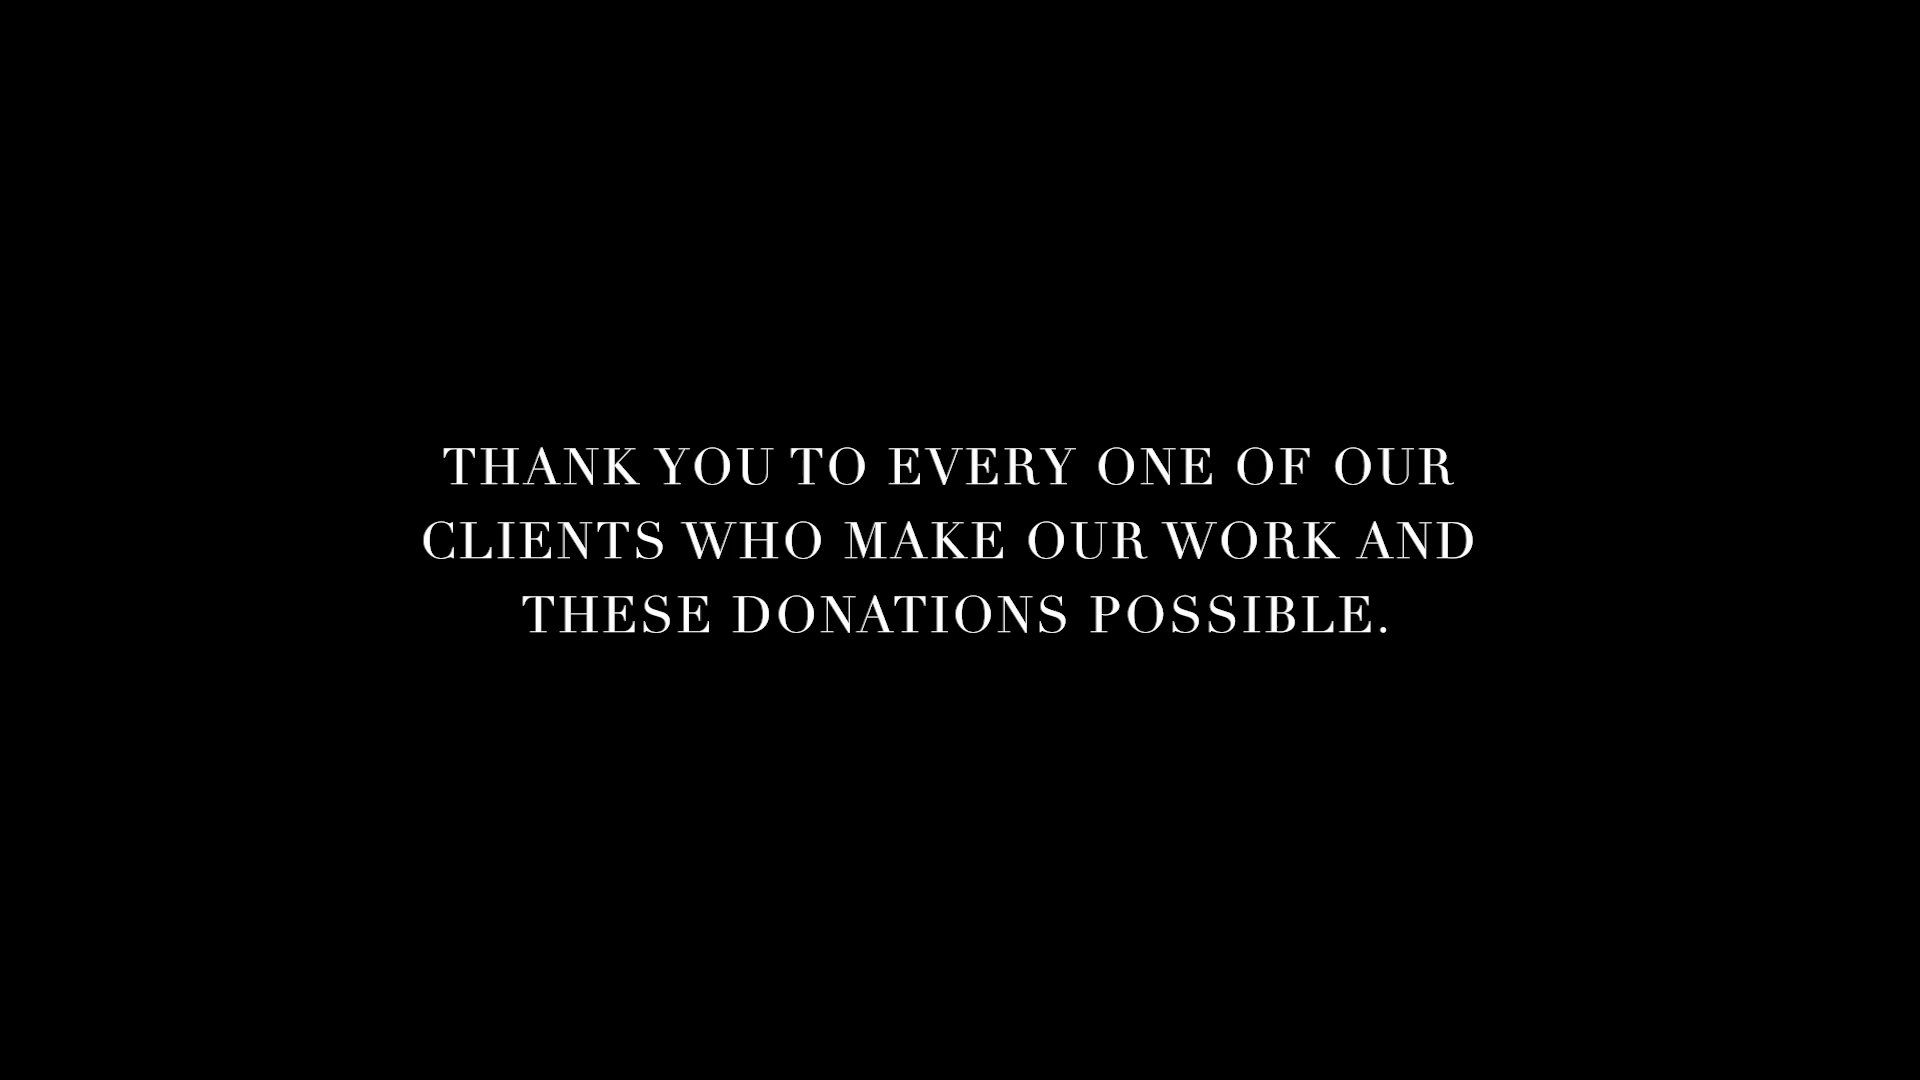 THANK YOU TO EVERY ONE OF OUR
CLIENTS WHO MAKE OUR WORK AND
THESE DONATIONS POSSIBLE.